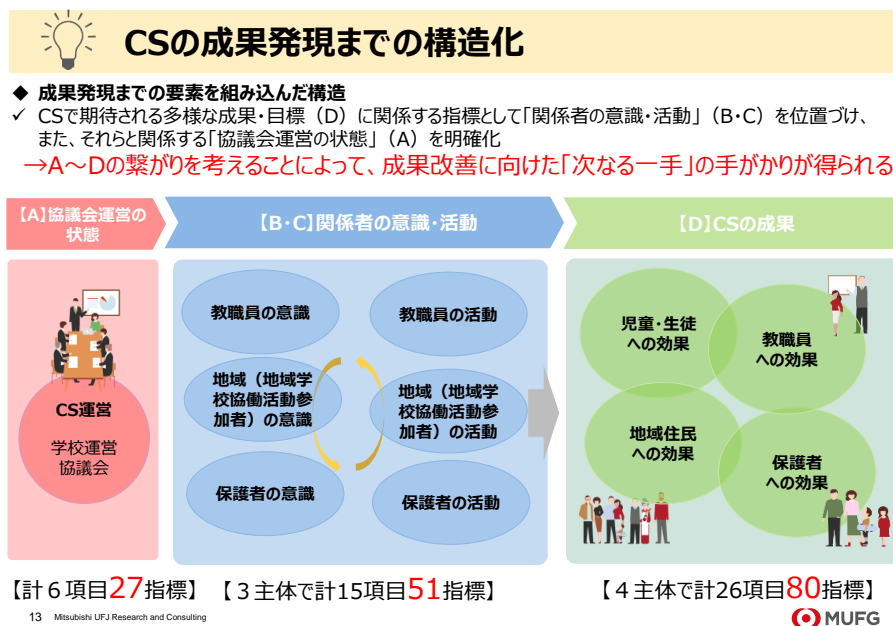 CSの成果発現までの構造化
◆ 成果発現までの要素を組み込んだ構造
✓ CSで期待される多様な成果・目標（D）に関係する指標として「関係者の意識・活動」（B・C）を位置づけ、
また、それらと関係する「協議会運営の状態」（A）を明確化
→A～Dの繋がりを考えることによって、成果改善に向けた「次なる一手」の手がかりが得られる
【A】協議会運営の
状態
【B・C】関係者の意識・活動
【D】CSの成果
CS運営
学校運営
協議会
教職員の意識
教職員の活動
地域（地域学
校協働活動参
加者）の意識
地域（地域学
校協働活動参
加者）の活動
保護者の意識
保護者の活動
児童・生徒
への効果
教職員
への効果
地域住民
への効果
保護者
への効果
【計６項目27指標】
【３主体で計15項目51指標】
【４主体で計26項目80指標】
13 Mitsubishi UFJ Research and Consulting
MUFG